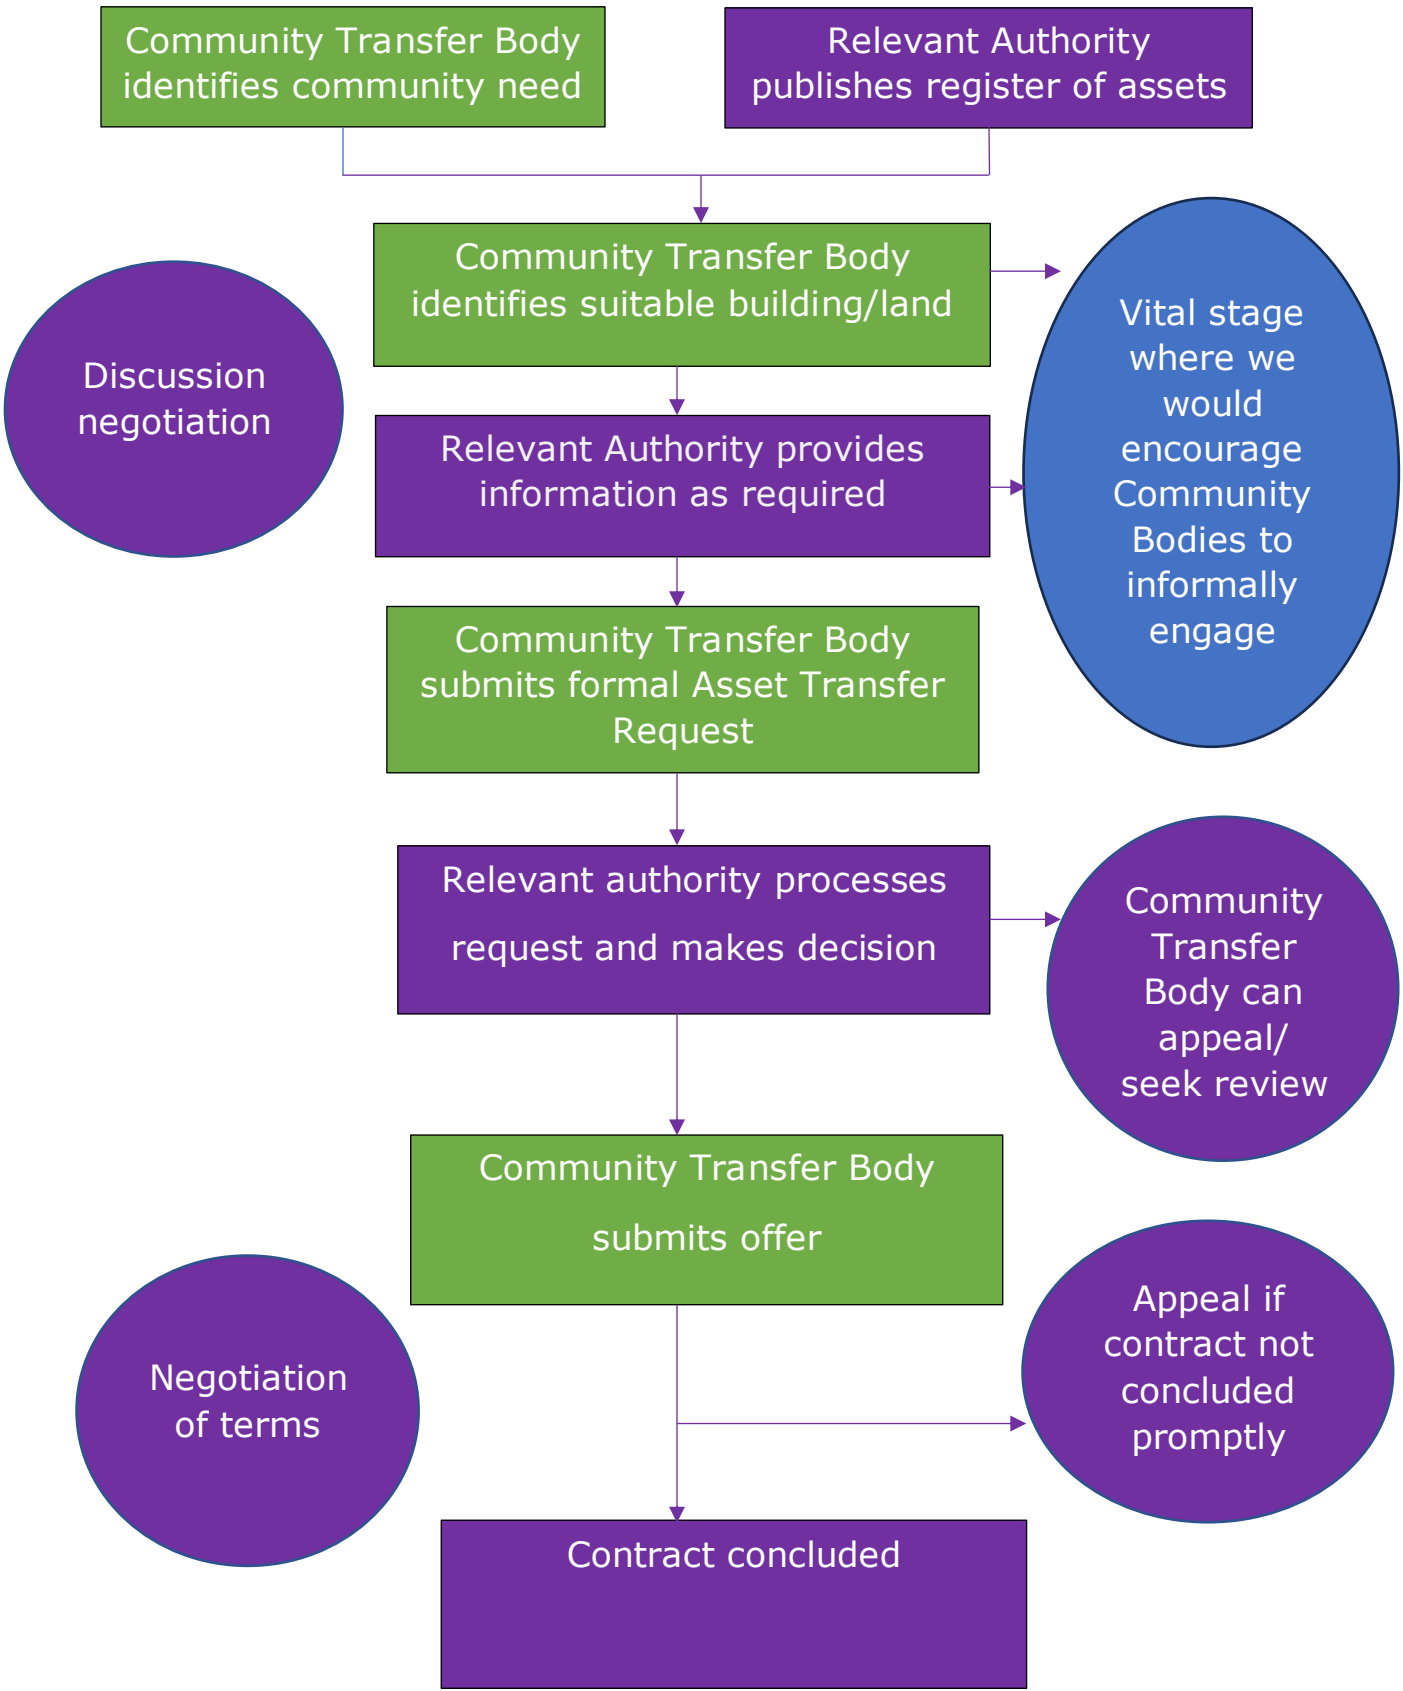 Community Transfer Body
identifies community need
Relevant Authority
publishes register of assets
Community Transfer Body
identifies suitable building/land
Discussion
negotiation
Relevant Authority provides
information as required
Vital stage
where we
would
encourage
Community
Bodies to
informally
engage
Community Transfer Body
submits formal Asset Transfer
Request
Relevant authority processes
request and makes decision
Community
Transfer
Body can
appeal/
seek review
Community Transfer Body
submits offer
Negotiation
of terms
Appeal if
contract not
concluded
promptly
Contract concluded